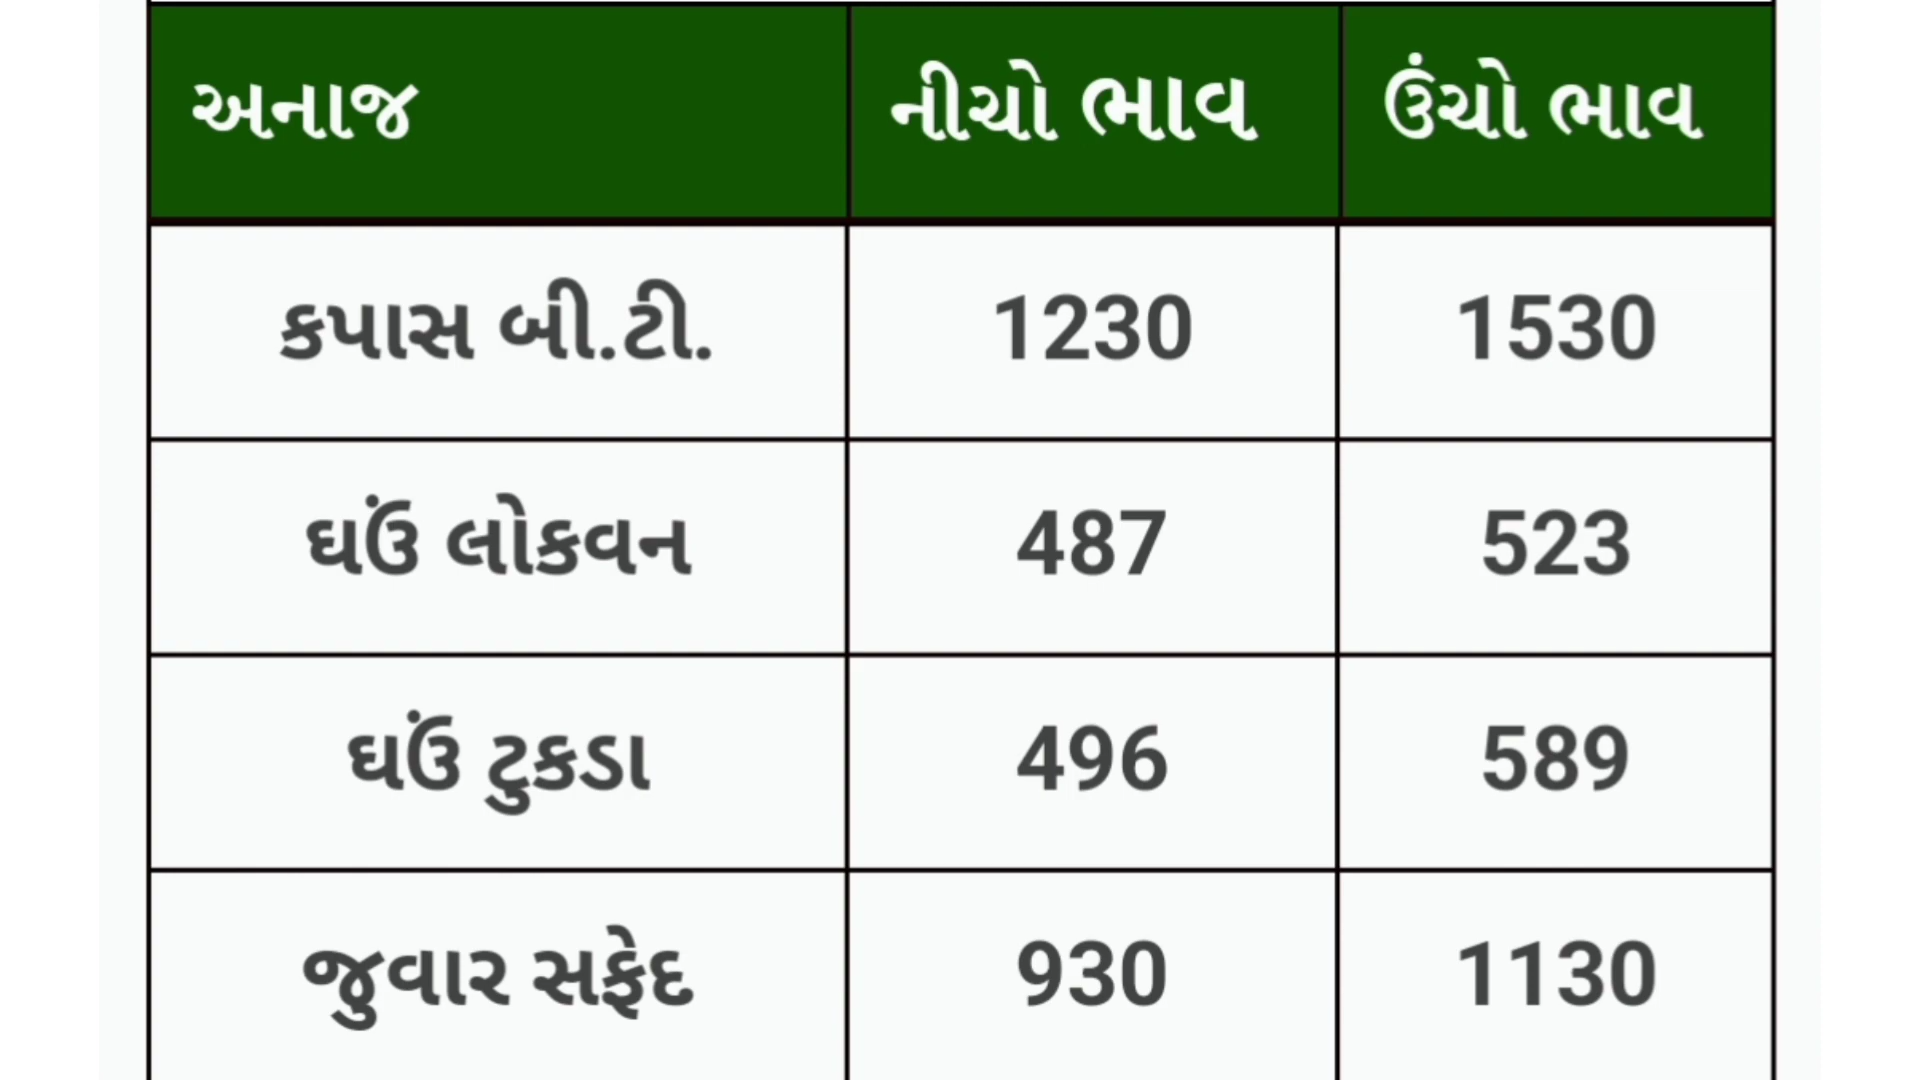 અનાજ નીચો ભાવ ઉંચો ભાવ
કપાસ બી.ટી. 1230 1530
ઘઉં લોકવન 487 523
ઘઉં ટુકડા 496 589
જુવાર સફેદ 930 1130